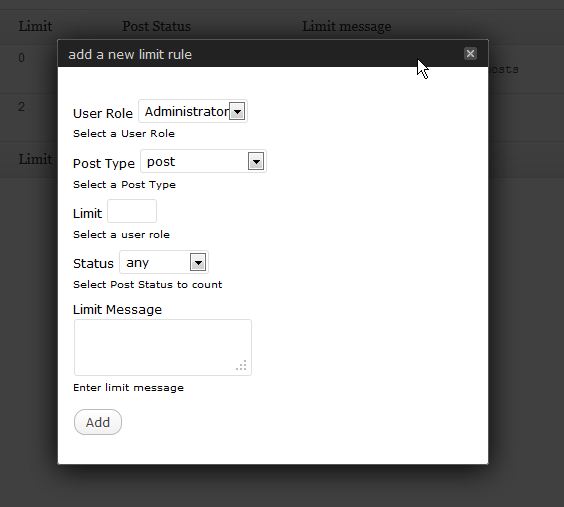 Limit Post Status Limit message
add a new limit rule
0
posts
User Role Administrator
Select a User Role
2
Post Type post
Limit
Select a Post Type
Limit
Select a user role
Status any
Select Post Status to count
Limit Message
Enter limit message
Add